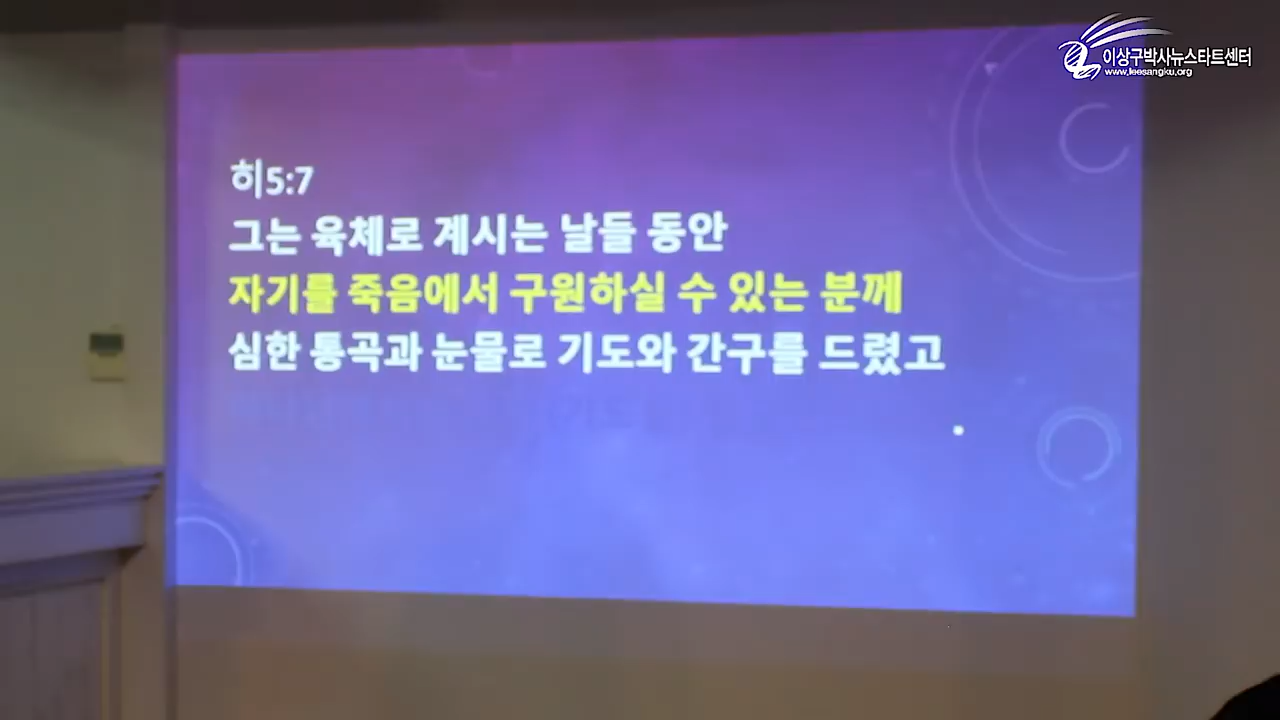 이상구박사뉴스타트센터
www.leesangku.org
히5:7
그는 육체로 계시는 날들 동안
자기를 죽음에서 구원하실 수 있는 분께
심한 통곡과 눈물로 기도와 간구를 드렸고